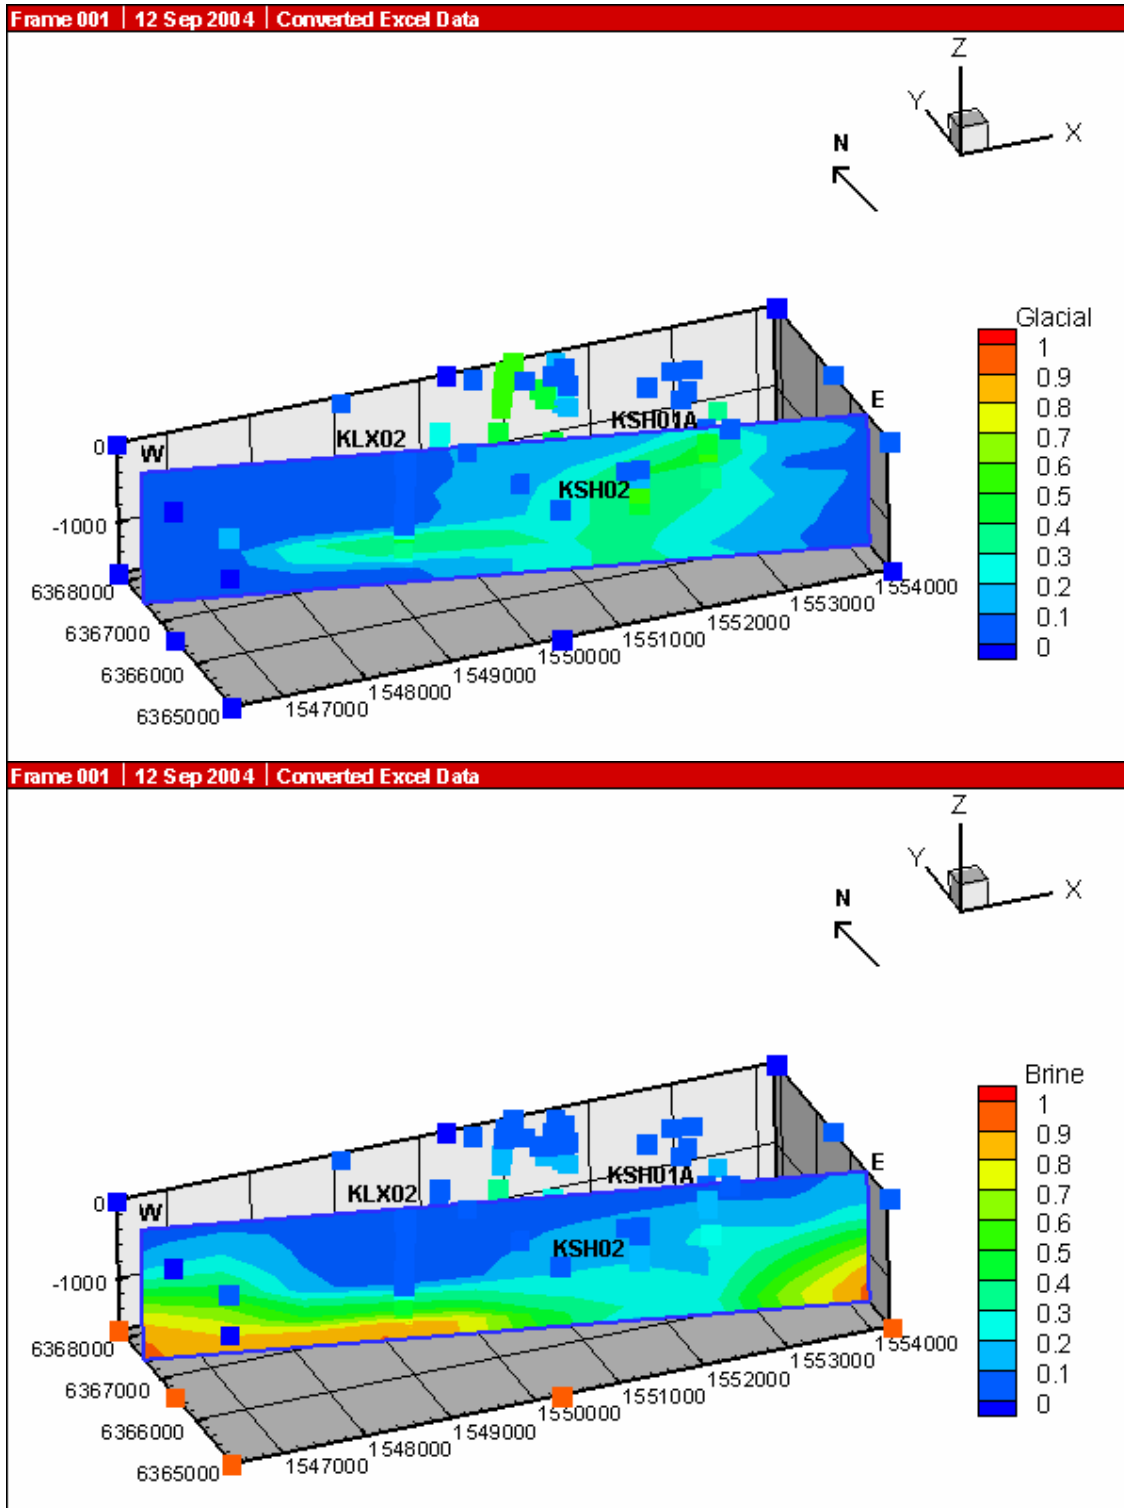 Frame 001 | 12 Sep 2004 | Converted Excel Data
Z
Y
X
N
Glacial
1
0.9
0.8
0.7
0.6
0.5
0.4
0.3
0.2
0.1
0
E
KSH01A
KLX02
W
KSH02
0
-1000
6368000
6367000
6366000
6365000
1547000
1548000
1549000
1550000
1551000
1552000
1553000
1554000
Frame 001 | 12 Sep 2004 | Converted Excel Data
Z
Y
X
N
Brine
1
0.9
0.8
0.7
0.6
0.5
0.4
0.3
0.2
0.1
0
E
KSH01A
KLX02
W
KSH02
0
-1000
6368000
6367000
6366000
6365000
1547000
1548000
1549000
1550000
1551000
1552000
1553000
1554000